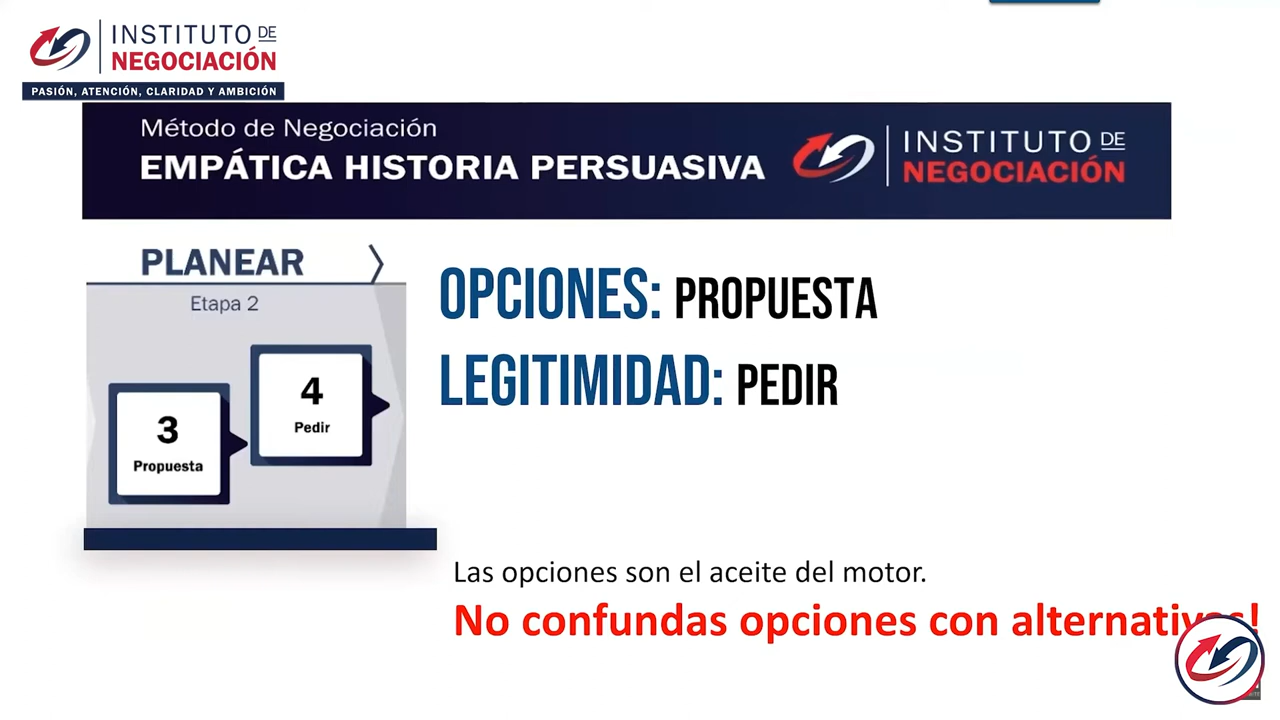 INSTITUTO DE
NEGOCIACIÓN
PASIÓN, ATENCIÓN, CLARIDAD Y AMBICIÓN
Método de Negociación
EMPÁTICA HISTORIA PERSUASIVA
INSTITUTO DE
NEGOCIACIÓN
PLANEAR
Etapa 2
3
Propuesta
4
Pedir
OPCIONES: PROPUESTA
LEGITIMIDAD: PEDIR
Las opciones son el aceite del motor.
No confundas opciones con alternativas!